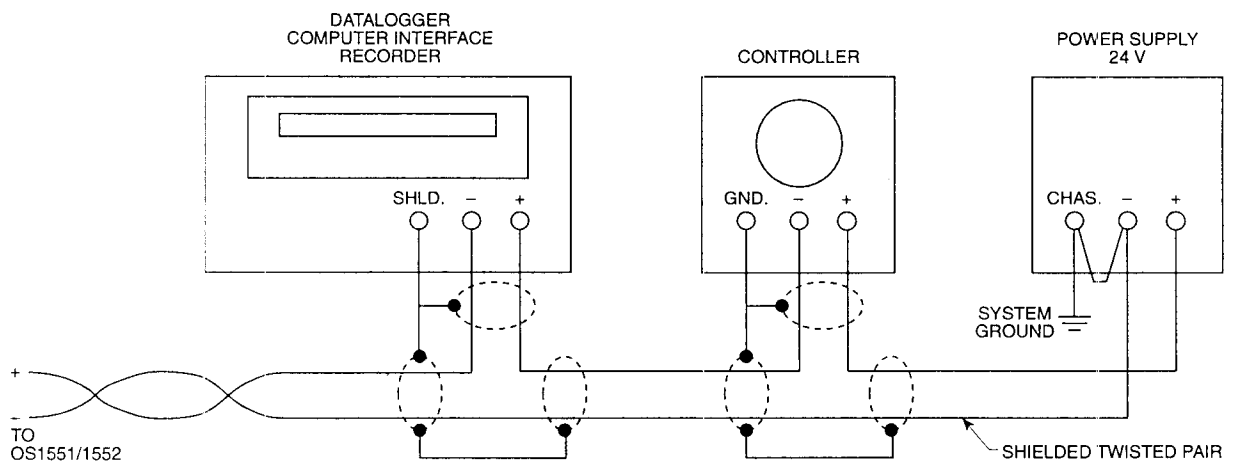 DATALOGGER
COMPUTER INTERFACE
RECORDER
CONTROLLER
POWER SUPPLY
24 V
SHLD. – +
GND. – +
CHAS. – +
SYSTEM
GROUND
+
–
TO
OS1551/1552
SHIELDED TWISTED PAIR